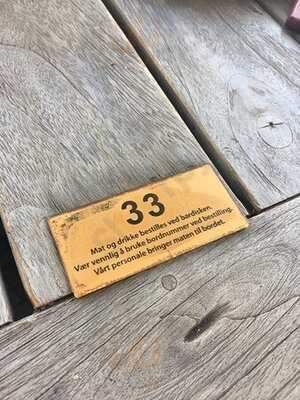 33
Mat og drikke bestilles ved bardisken.
Vær vennlig å bruke bordnummer ved bestilling.
Vårt personale bringer maten til bordet.